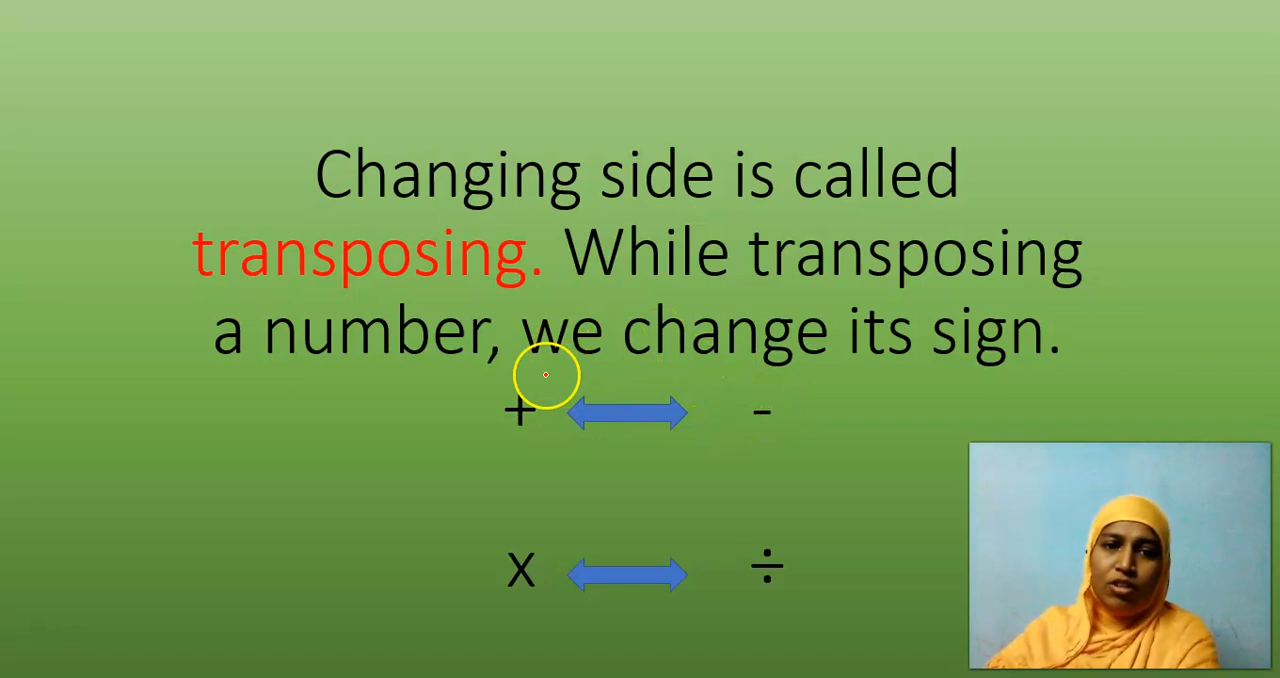 Changing side is called
transposing. While transposing
a number, we change its sign.
+ -
x ÷